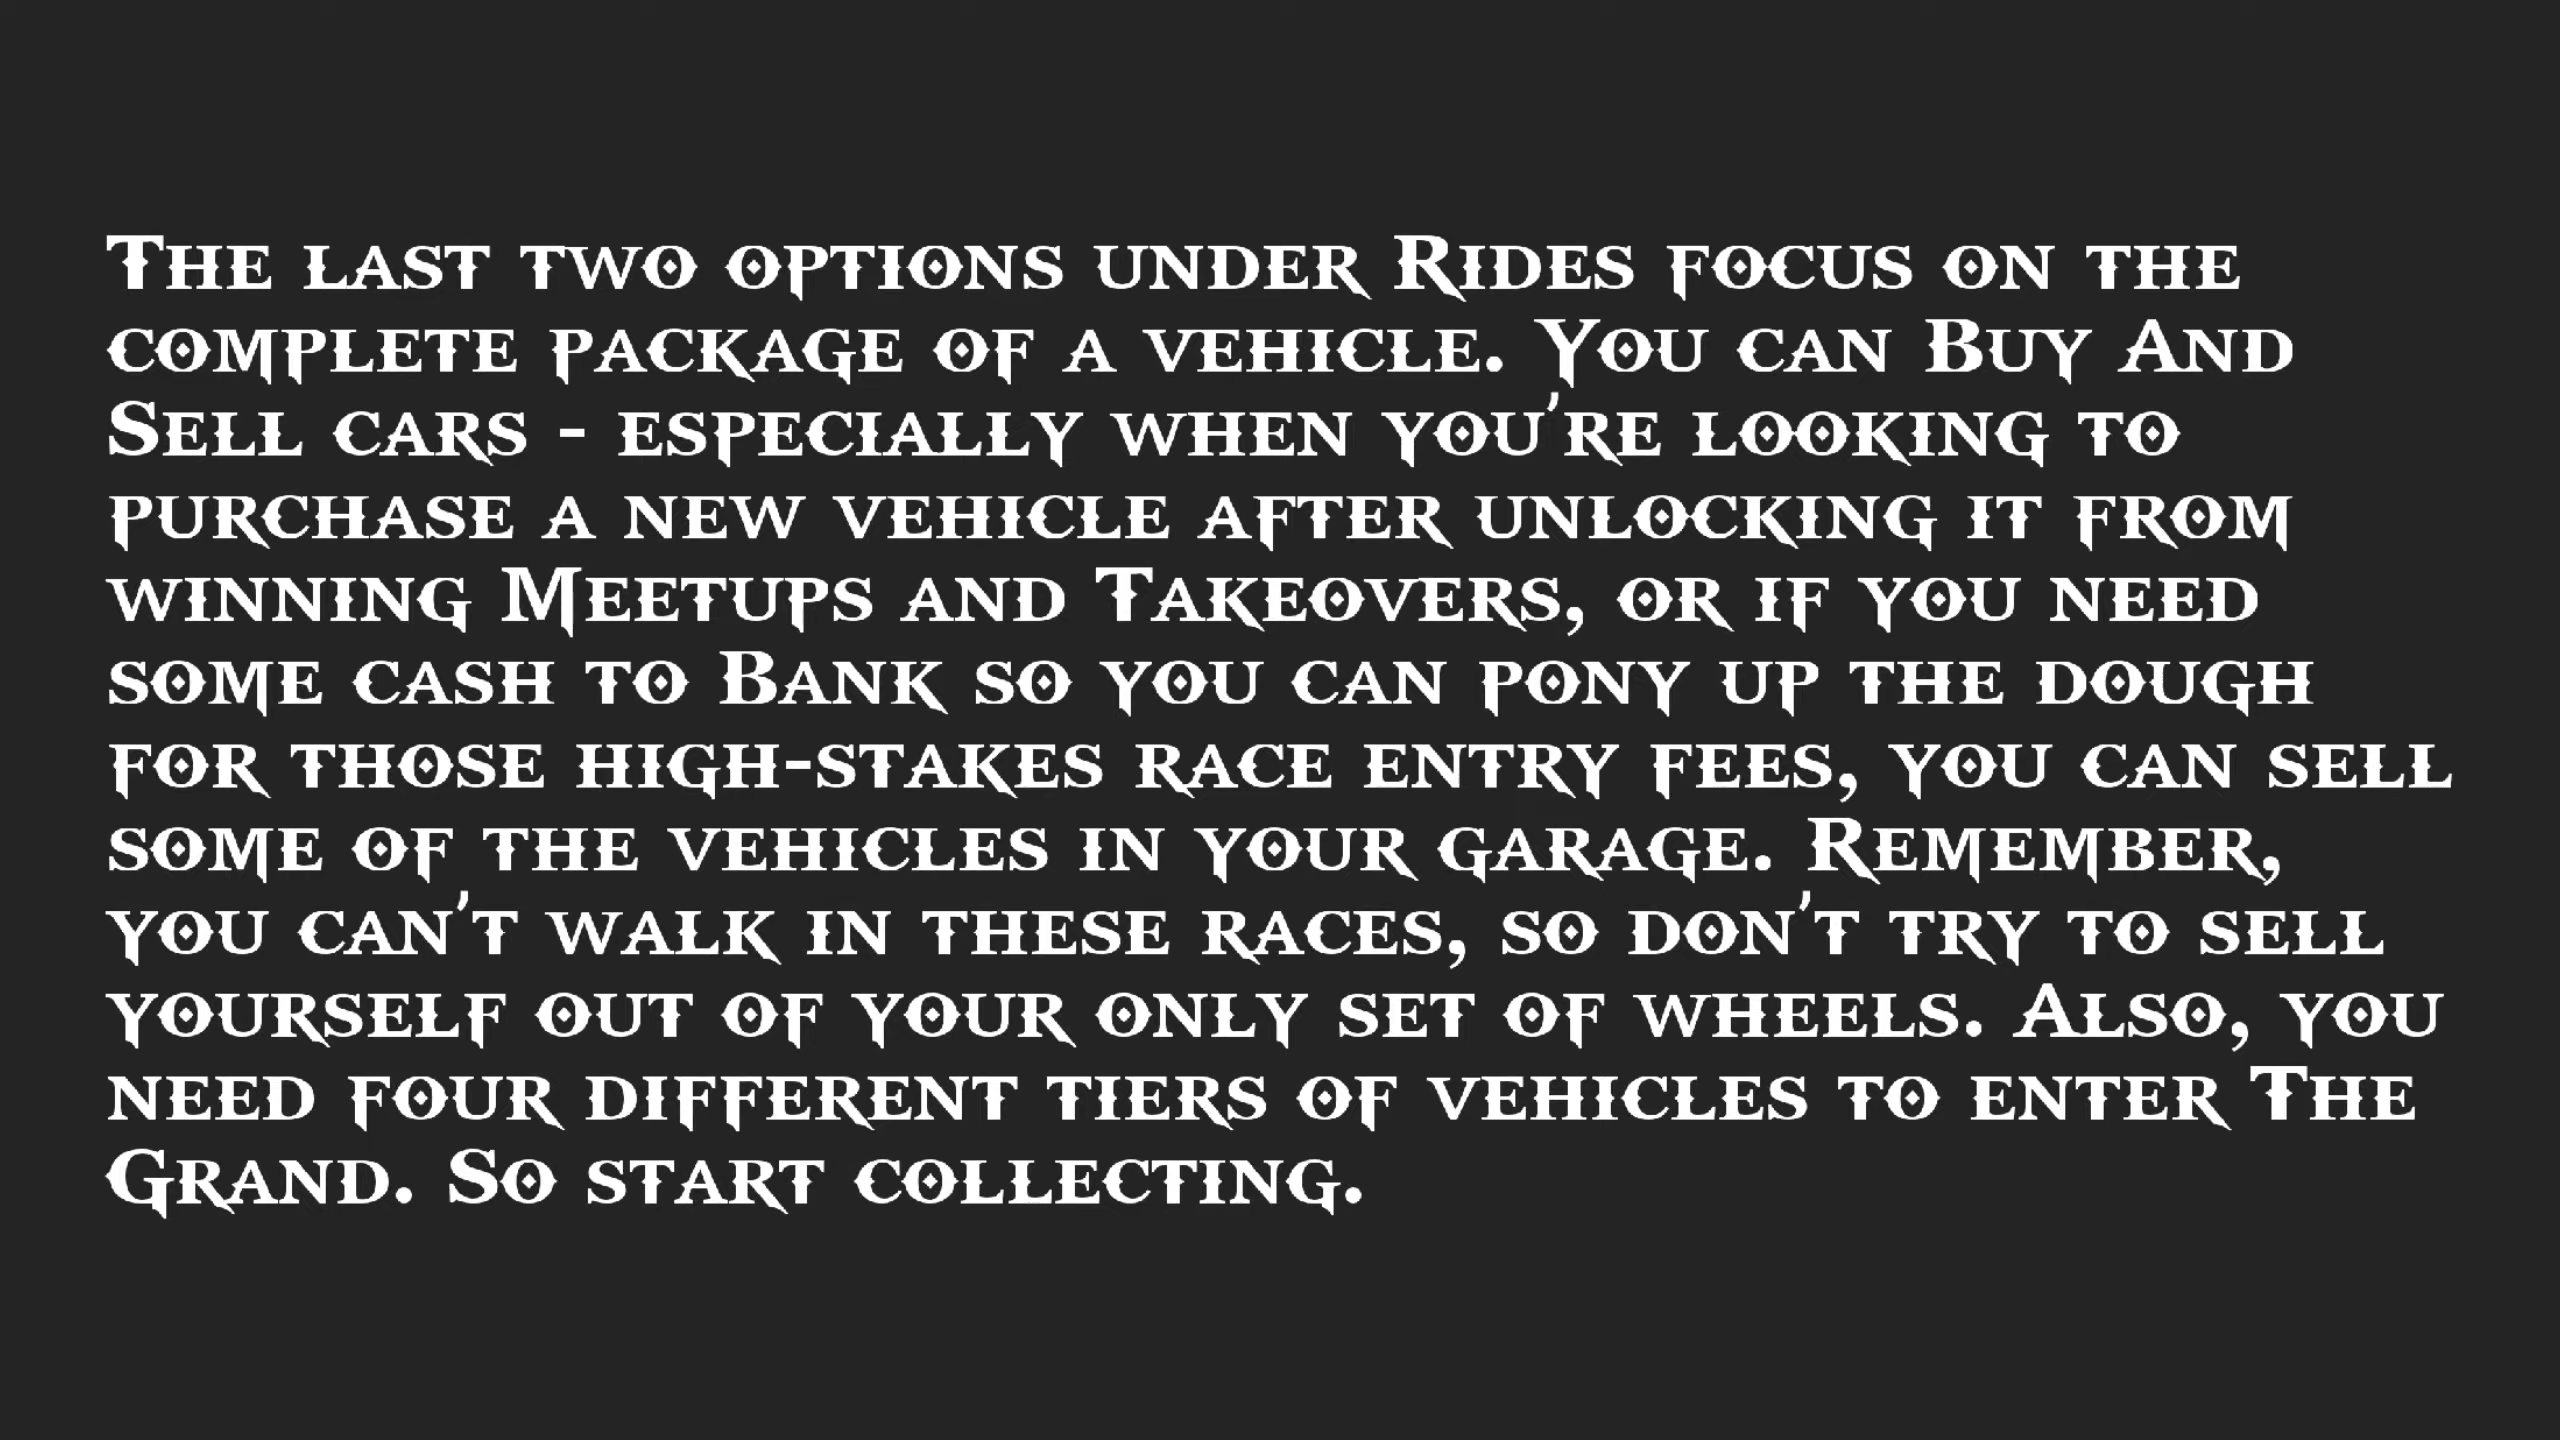 The last two options under Rides focus on the
complete package of a vehicle. You can Buy And
Sell cars - especially when you're looking to
purchase a new vehicle after unlocking it from
winning Meetups and Takeovers, or if you need
some cash to Bank so you can pony up the dough
for those high-stakes race entry fees, you can sell
some of the vehicles in your garage. Remember,
you can't walk in these races, so don't try to sell
yourself out of your only set of wheels. Also, you
need four different tiers of vehicles to enter The
Grand. So start collecting.